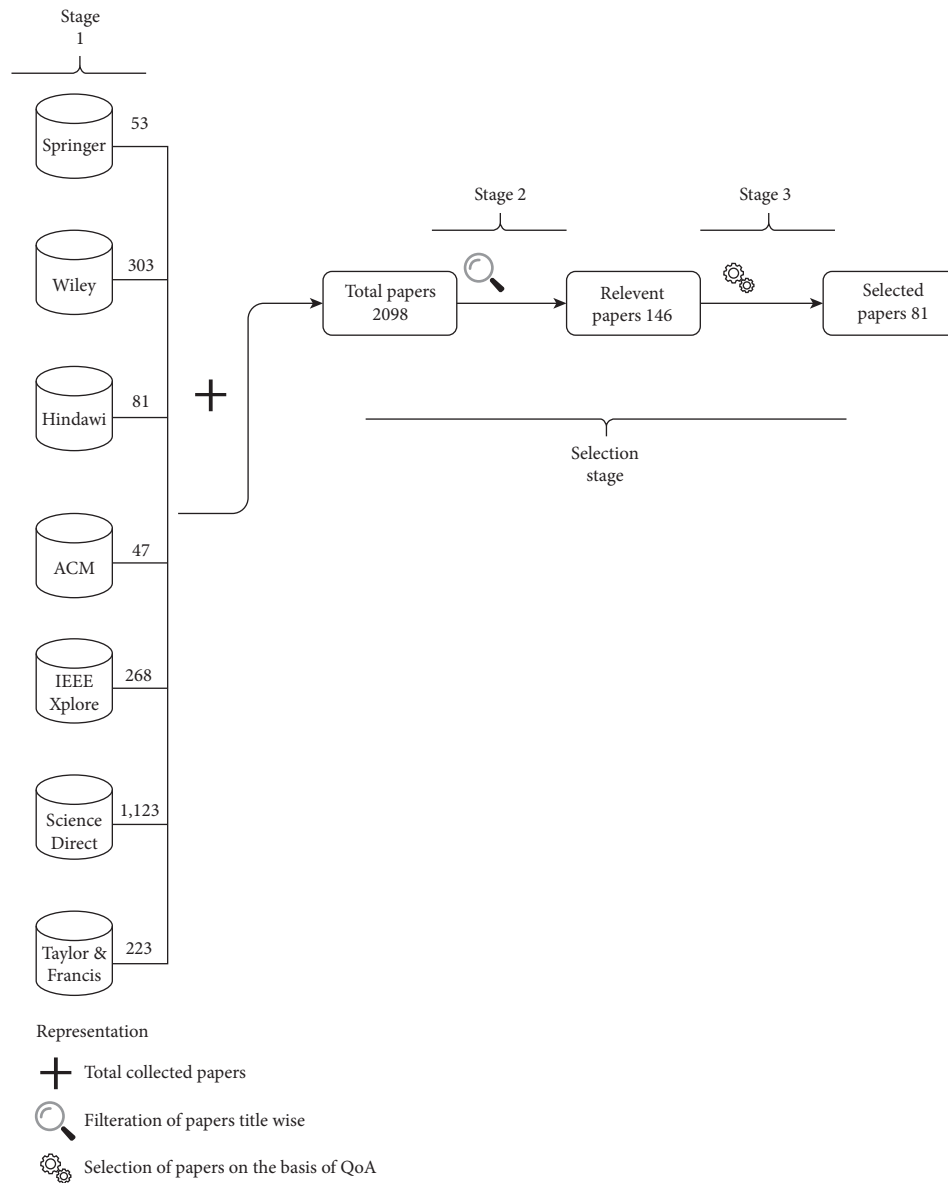 Stage
1
53
Springer
303
Wiley
81
Hindawi
47
ACM
268
IEEE
Xplore
1,123
Science
Direct
223
Taylor &
Francis
Stage 2
Stage 3
Total papers
2098
Relevent
papers 146
Selected
papers 81
Selection
stage
Representation
Total collected papers
Filteration of papers title wise
Selection of papers on the basis of QoA